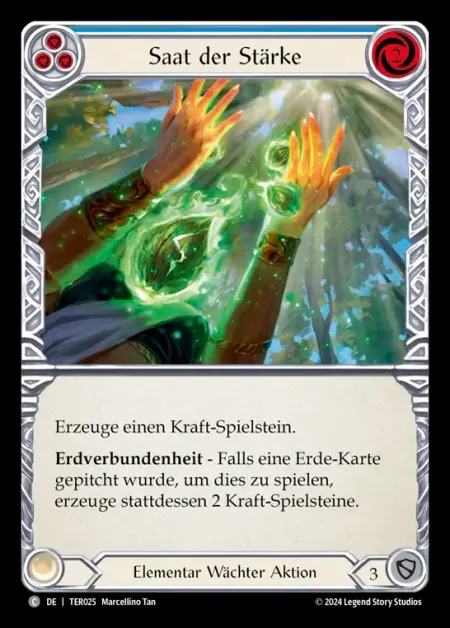 Saat der Stärke
2
Erzeuge einen Kraft-Spielstein.
Erdverbundenheit - Falls eine Erde-Karte
gepitcht wurde, um dies zu spielen,
erzeuge stattdessen 2 Kraft-Spielsteine.
Elementar Wächter Aktion
3
C DE | TER025 Marcellino Tan
© 2024 Legend Story Studios